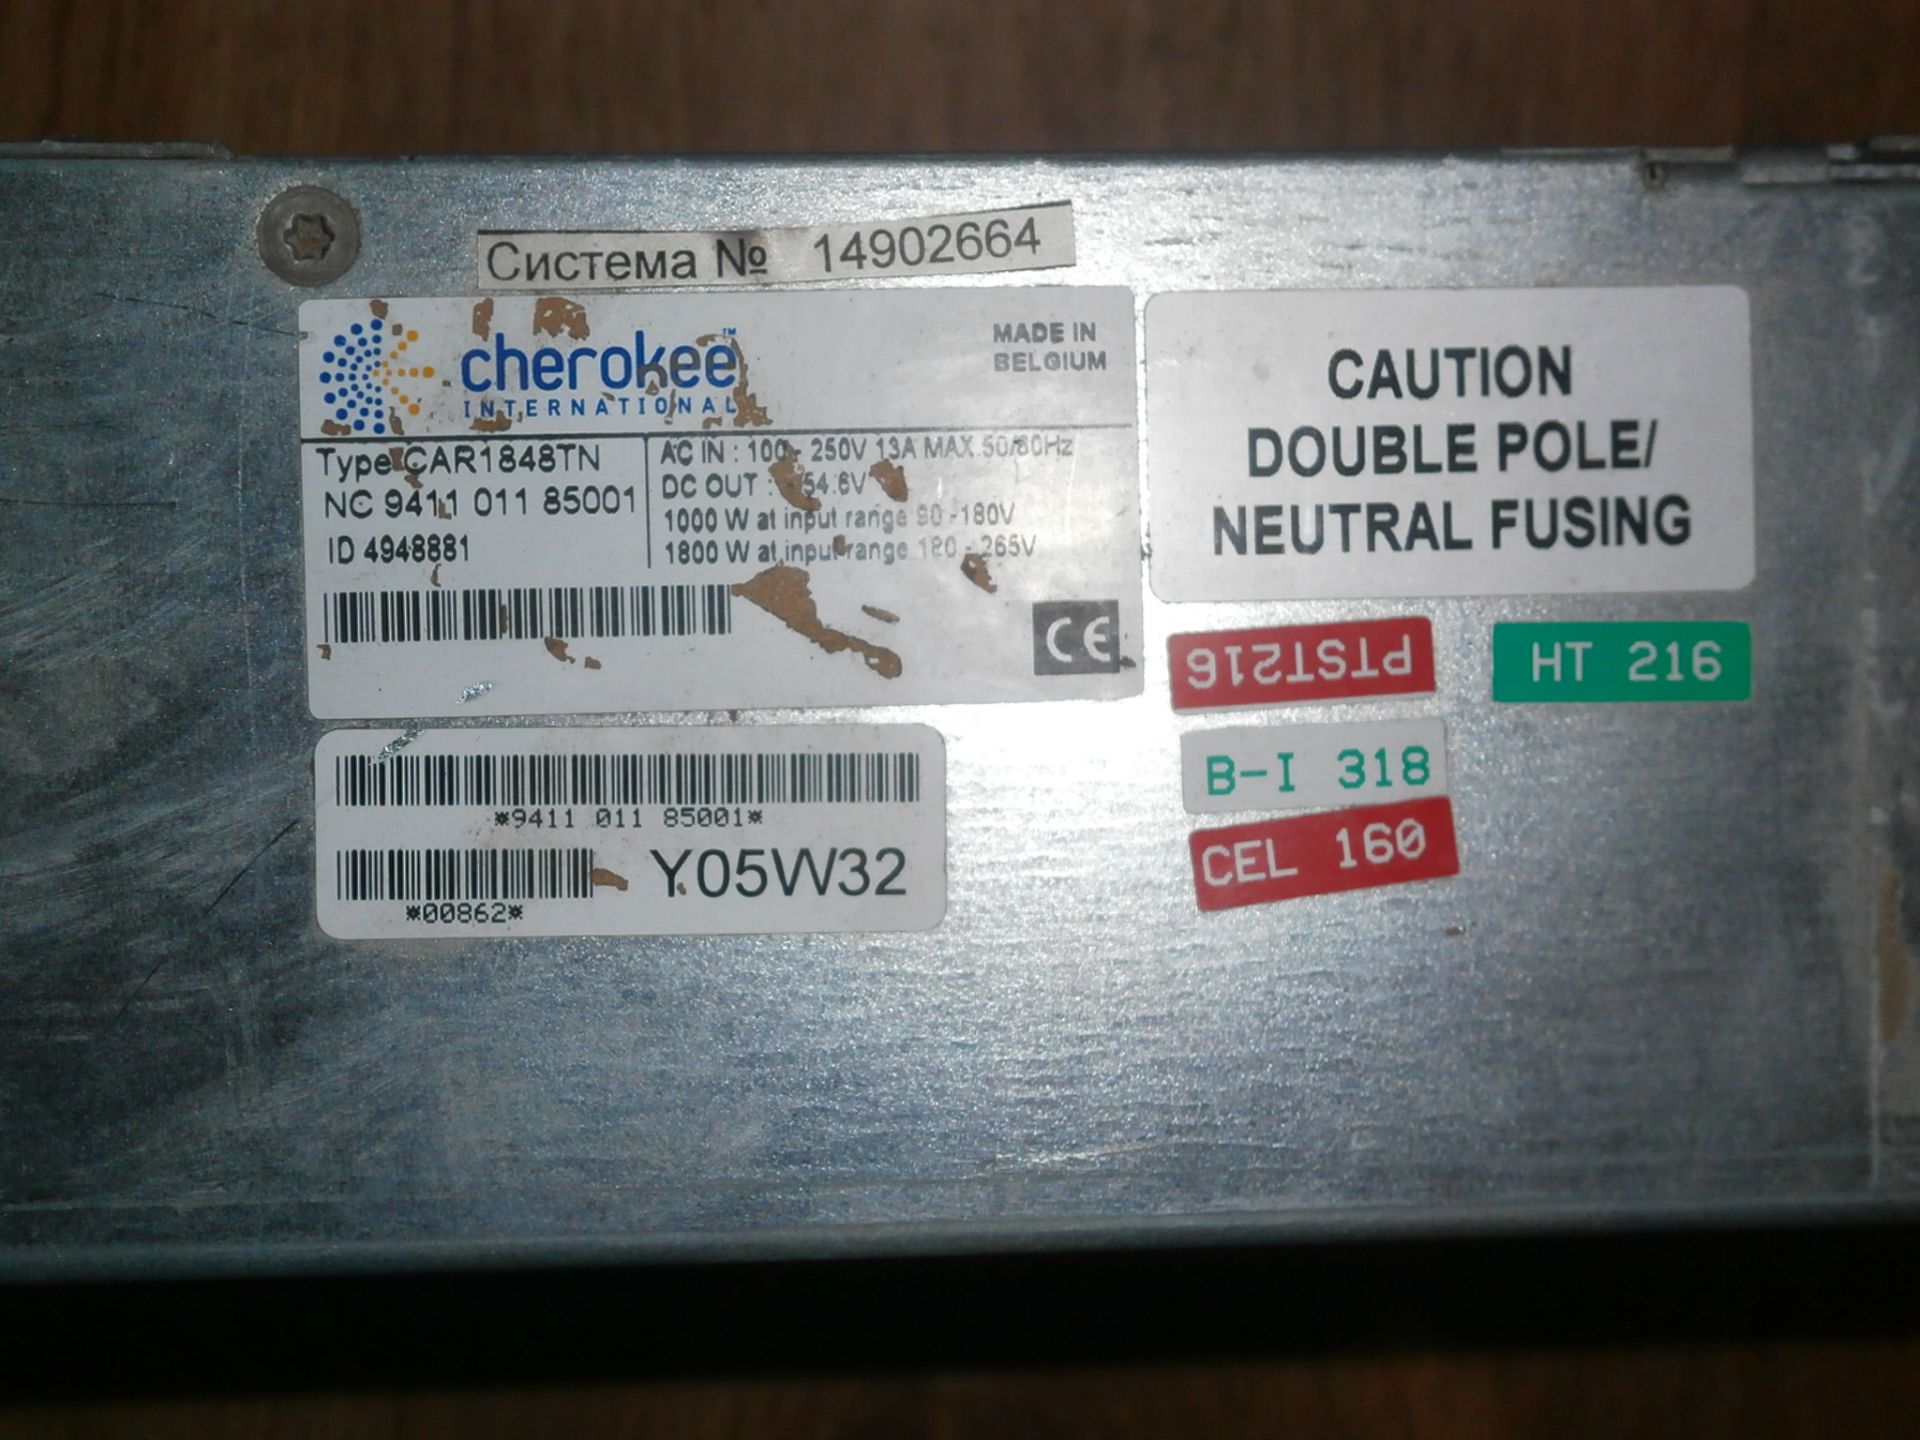 Система № 14902664
cherokee™
INTERNATIONAL
MADE IN
BELGIUM
Type CAR1848TN
NC 9411 011 85001
ID 4948881
AC IN : 100 - 250V 13A MAX 50/60Hz
DC OUT : 54.6V
1000 W at input range 90 -180V
1800 W at input range 180 - 265V
CE
CAUTION
DOUBLE POLE/
NEUTRAL FUSING
PTST216
HT 216
B-I 318
CEL 160
*9411 011 85001*
Y05W32
*00862*